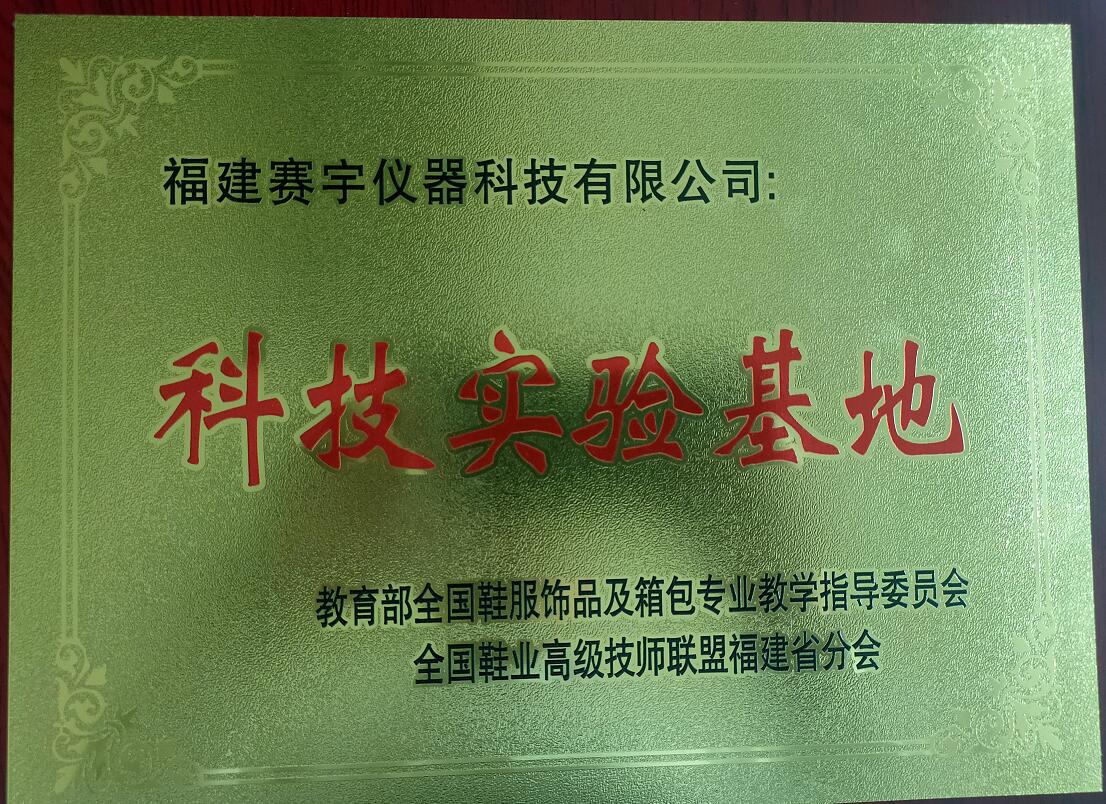 福建赛宇仪器科技有限公司:
科技实验基地
教育部全国鞋服饰品及箱包专业教学指导委员会
全国鞋业高级技师联盟福建省分会